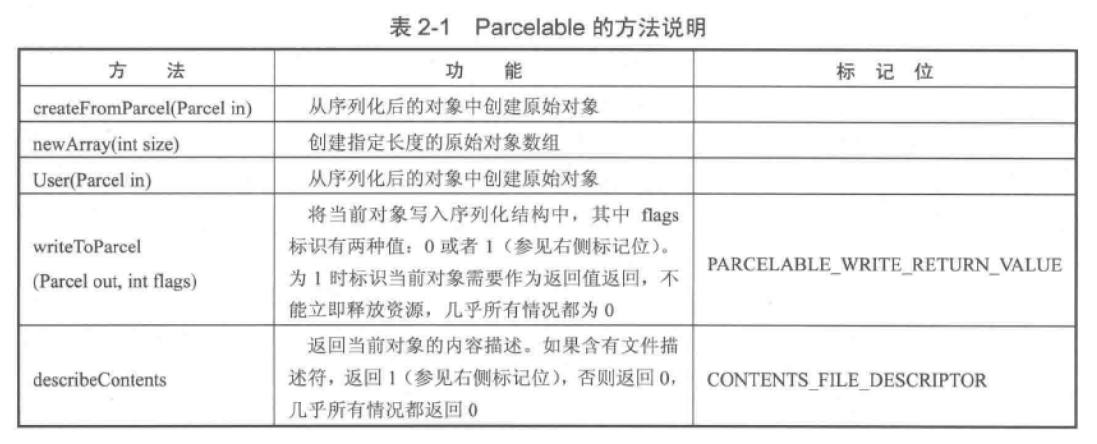 表 2-1 Parcelable 的方法说明
方 法 功 能 标 记 位
createFromParcel(Parcel in) 从序列化后的对象中创建原始对象
newArray(int size) 创建指定长度的原始对象数组
User(Parcel in) 从序列化后的对象中创建原始对象
writeToParcel
(Parcel out, int flags)
将当前对象写入序列化结构中，其中 flags
标识有两种值：0 或者 1（参见右侧标记位）。
为 1 时标识当前对象需要作为返回值返回，不
能立即释放资源，几乎所有情况都为 0
PARCELABLE_WRITE_RETURN_VALUE
describeContents
返回当前对象的内容描述。如果含有文件描
述符，返回 1（参见右侧标记位），否则返回 0，
几乎所有情况都返回 0
CONTENTS_FILE_DESCRIPTOR